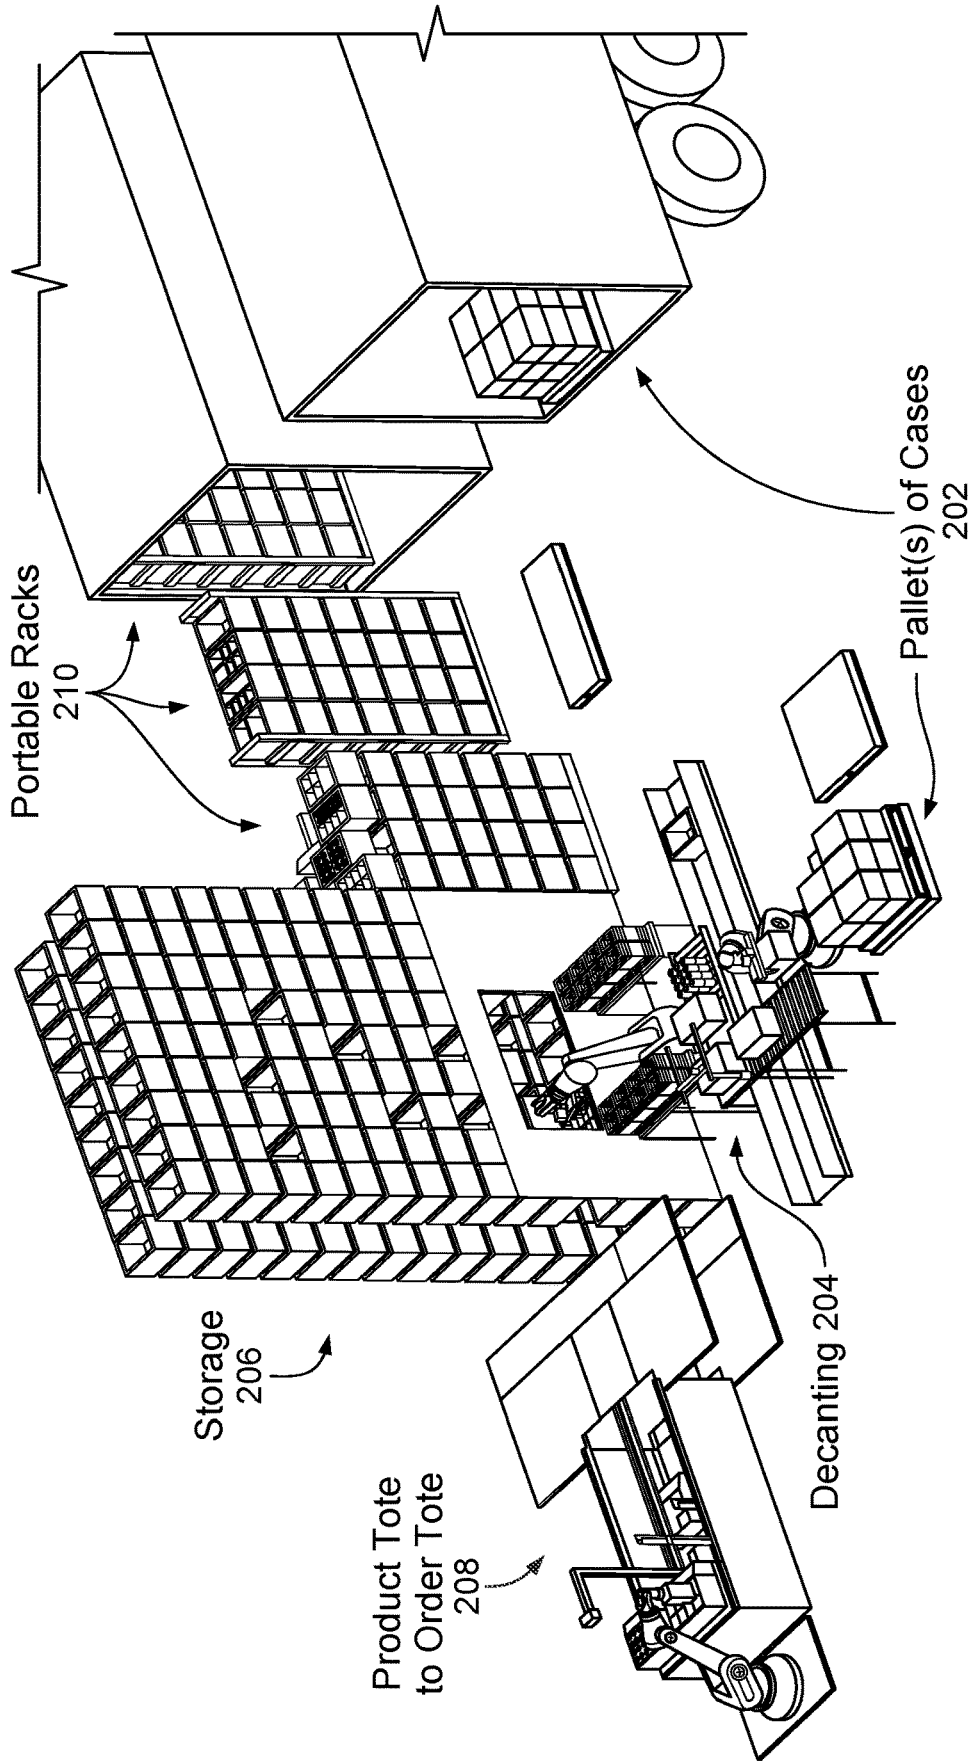 Product Tote
to Order Tote
208
Storage
206
Portable Racks
210
Decanting 204
Pallet(s) of Cases
202